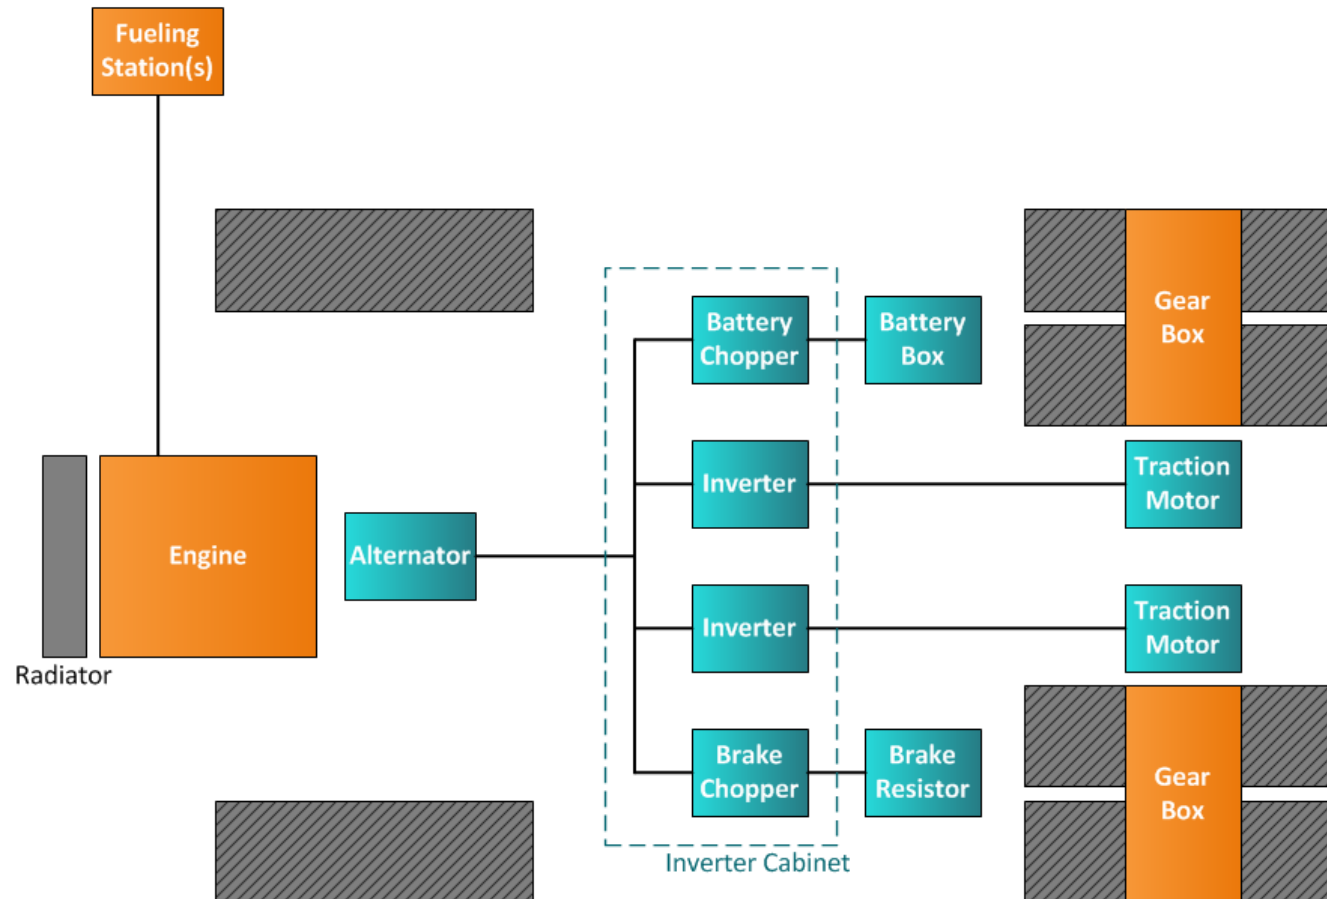 Fueling
Station(s)
Battery
Chopper
Battery
Box
Gear
Box
Inverter
Traction
Motor
Engine
Alternator
Inverter
Traction
Motor
Radiator
Brake
Chopper
Brake
Resistor
Gear
Box
Inverter Cabinet